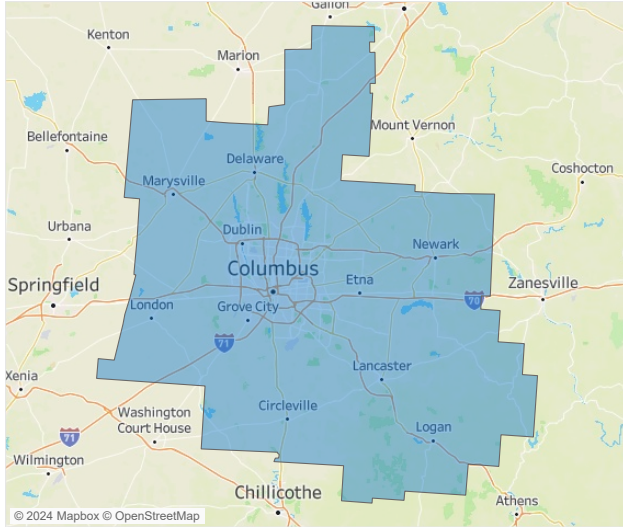 Galion
Kenton
Marion
Bellefontaine
Mount Vernon
Delaware
Coshocton
Marysville
Urbana
Dublin
Newark
Columbus
Springfield
Etna
Zanesville
London
Grove City
70
71
Xenia
Lancaster
Circleville
Washington
Court House
Logan
71
Wilmington
Chillicothe
Athens
© 2024 Mapbox © OpenStreetMap